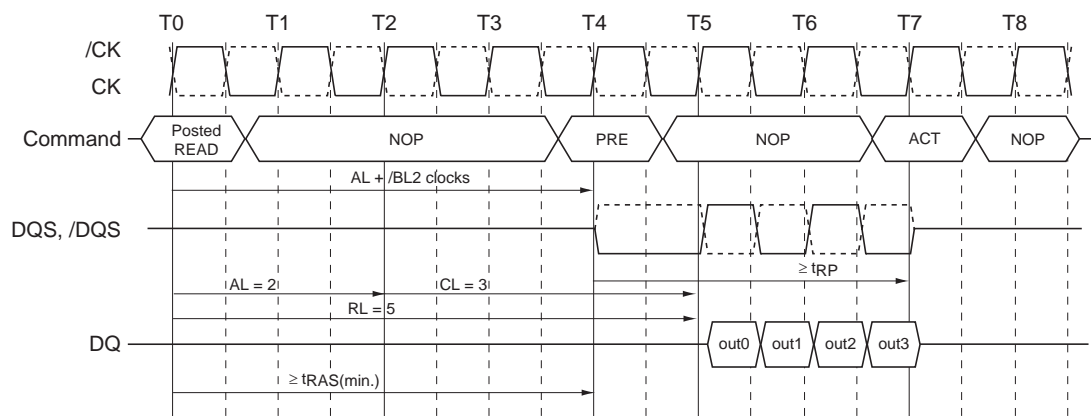 T0 T1 T2 T3 T4 T5 T6 T7 T8
/CK
CK
Command Posted READ NOP PRE NOP ACT NOP
AL + /BL2 clocks
DQS, /DQS
≥ tRP
AL = 2 CL = 3
RL = 5
DQ out0 out1 out2 out3
≥ tRAS(min.)